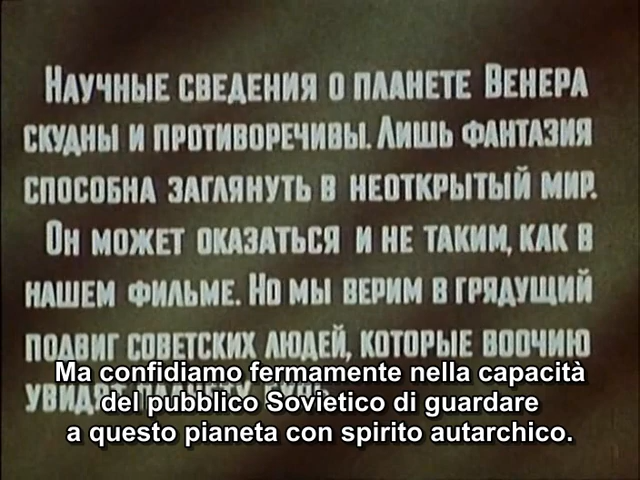 Научные сведения о планете Венера
скудны и противоречивы. Лишь фантазия
способна заглянуть в неоткрытый мир.
Он может оказаться и не таким, как в
нашем фильме. Но мы верим в грядущий
подвиг советских людей, которые воочию
Ma confidiamo fermamente nella capacità
del pubblico Sovietico di guardare
a questo pianeta con spirito autarchico.